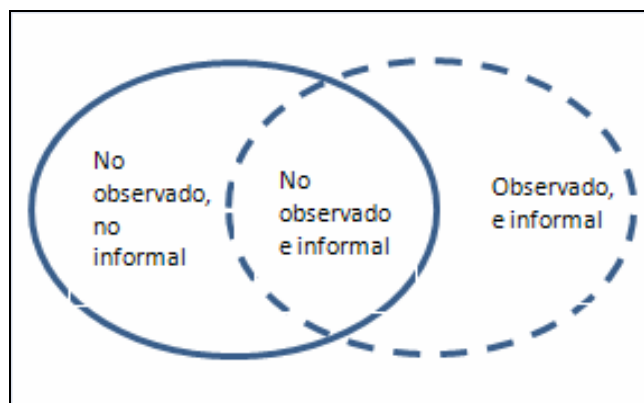 No
observado,
no
informal
No
observado
e informal
Observado,
e informal